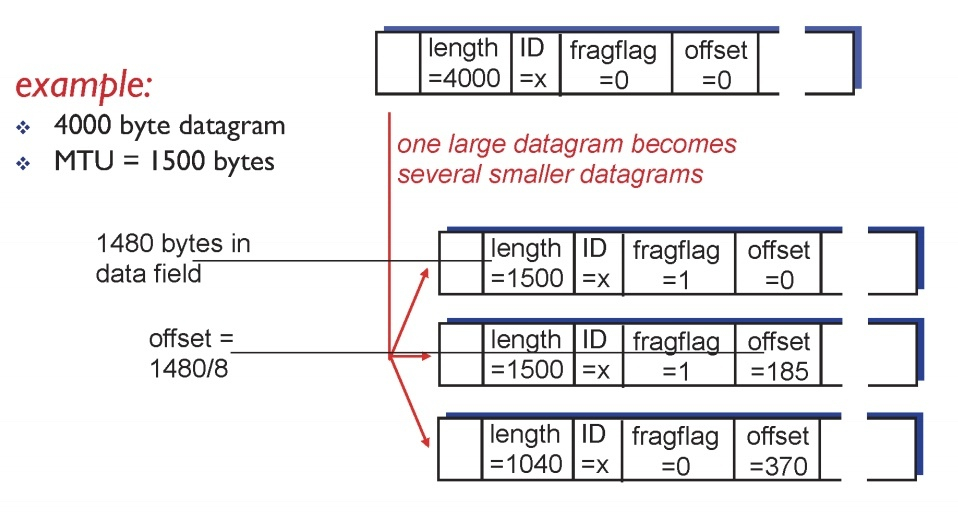 length ID fragflag offset
=4000 =x =0 =0
example:
❖ 4000 byte datagram
❖ MTU = 1500 bytes
one large datagram becomes
several smaller datagrams
1480 bytes in
data field
length ID fragflag offset
=1500 =x =1 =0
offset =
1480/8
length ID fragflag offset
=1500 =x =1 =185
length ID fragflag offset
=1040 =x =0 =370